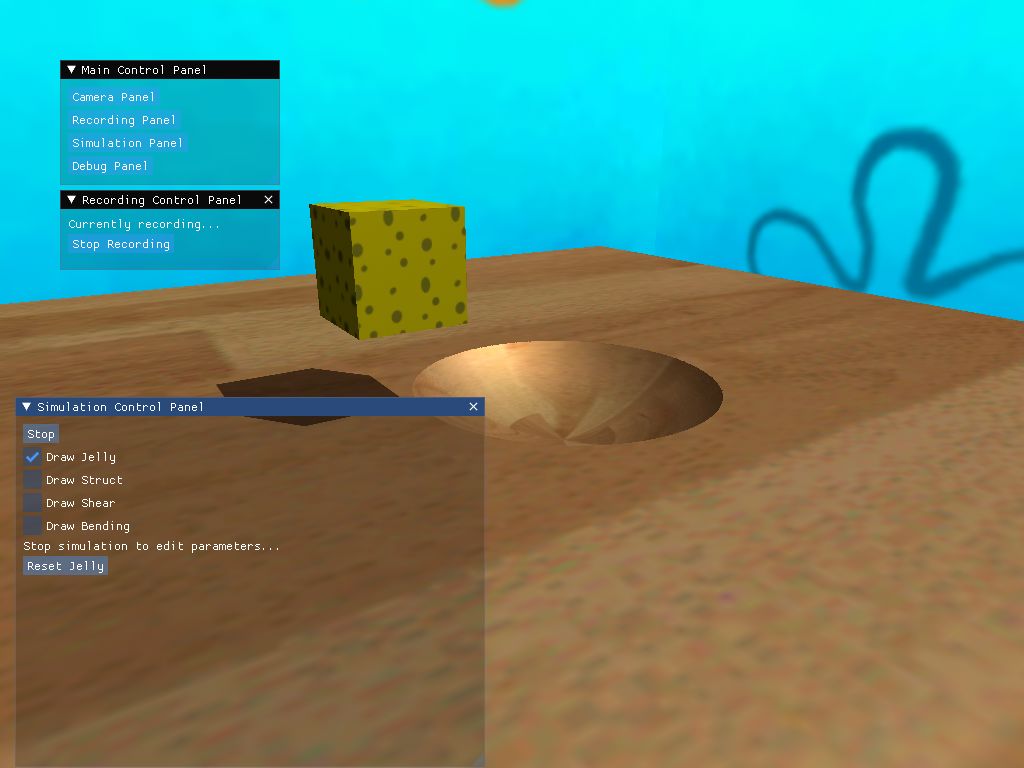 Main Control Panel
Camera Panel
Recording Panel
Simulation Panel
Debug Panel
Recording Control Panel
Currently recording...
Stop Recording
Simulation Control Panel
Stop
Draw Jelly
Draw Struct
Draw Shear
Draw Bending
Stop simulation to edit parameters...
Reset Jelly